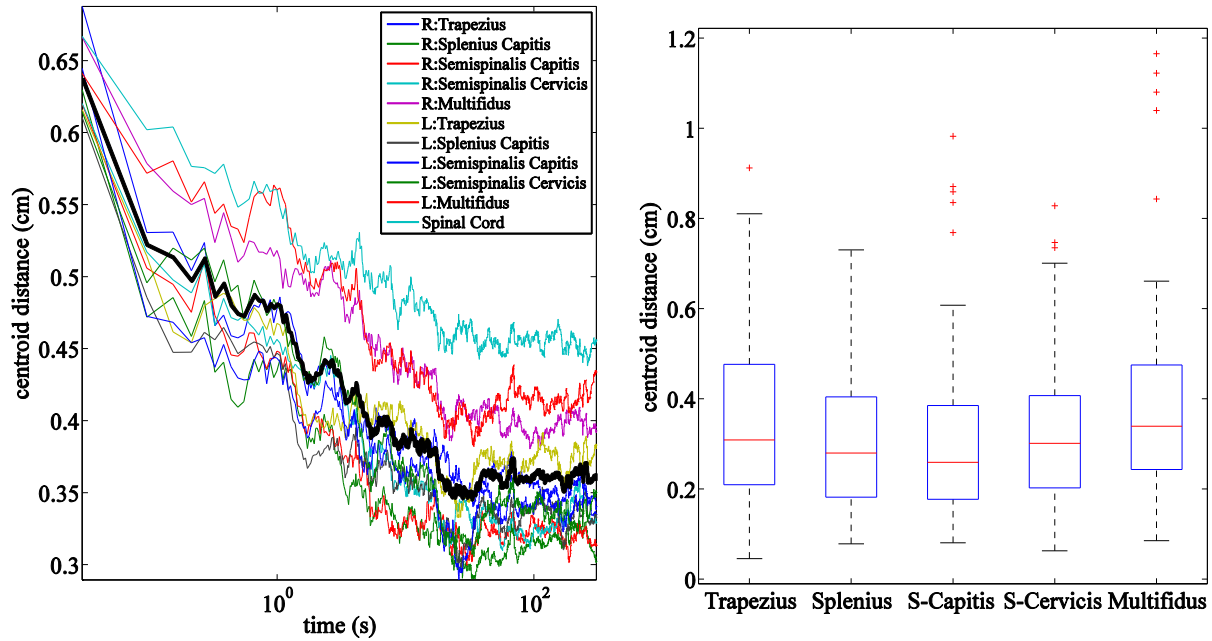 R:Trapezius
R:Splenius Capitis
R:Semispinalis Capitis
R:Semispinalis Cervicis
R:Multifidus
L:Trapezius
L:Splenius Capitis
L:Semispinalis Capitis
L:Semispinalis Cervicis
L:Multifidus
Spinal Cord
0.65
0.6
0.55
0.5
0.45
0.4
0.35
0.3
centroid distance (cm)
10^0
10^2
time (s)
1.2
1
0.8
0.6
0.4
0.2
0
centroid distance (cm)
Trapezius Splenius S-Capitis S-Cervicis Multifidus